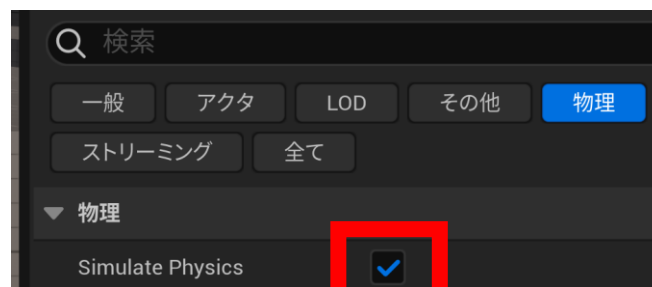 検索
一般 アクタ LOD その他 物理
ストリーミング 全て
物理
Simulate Physics